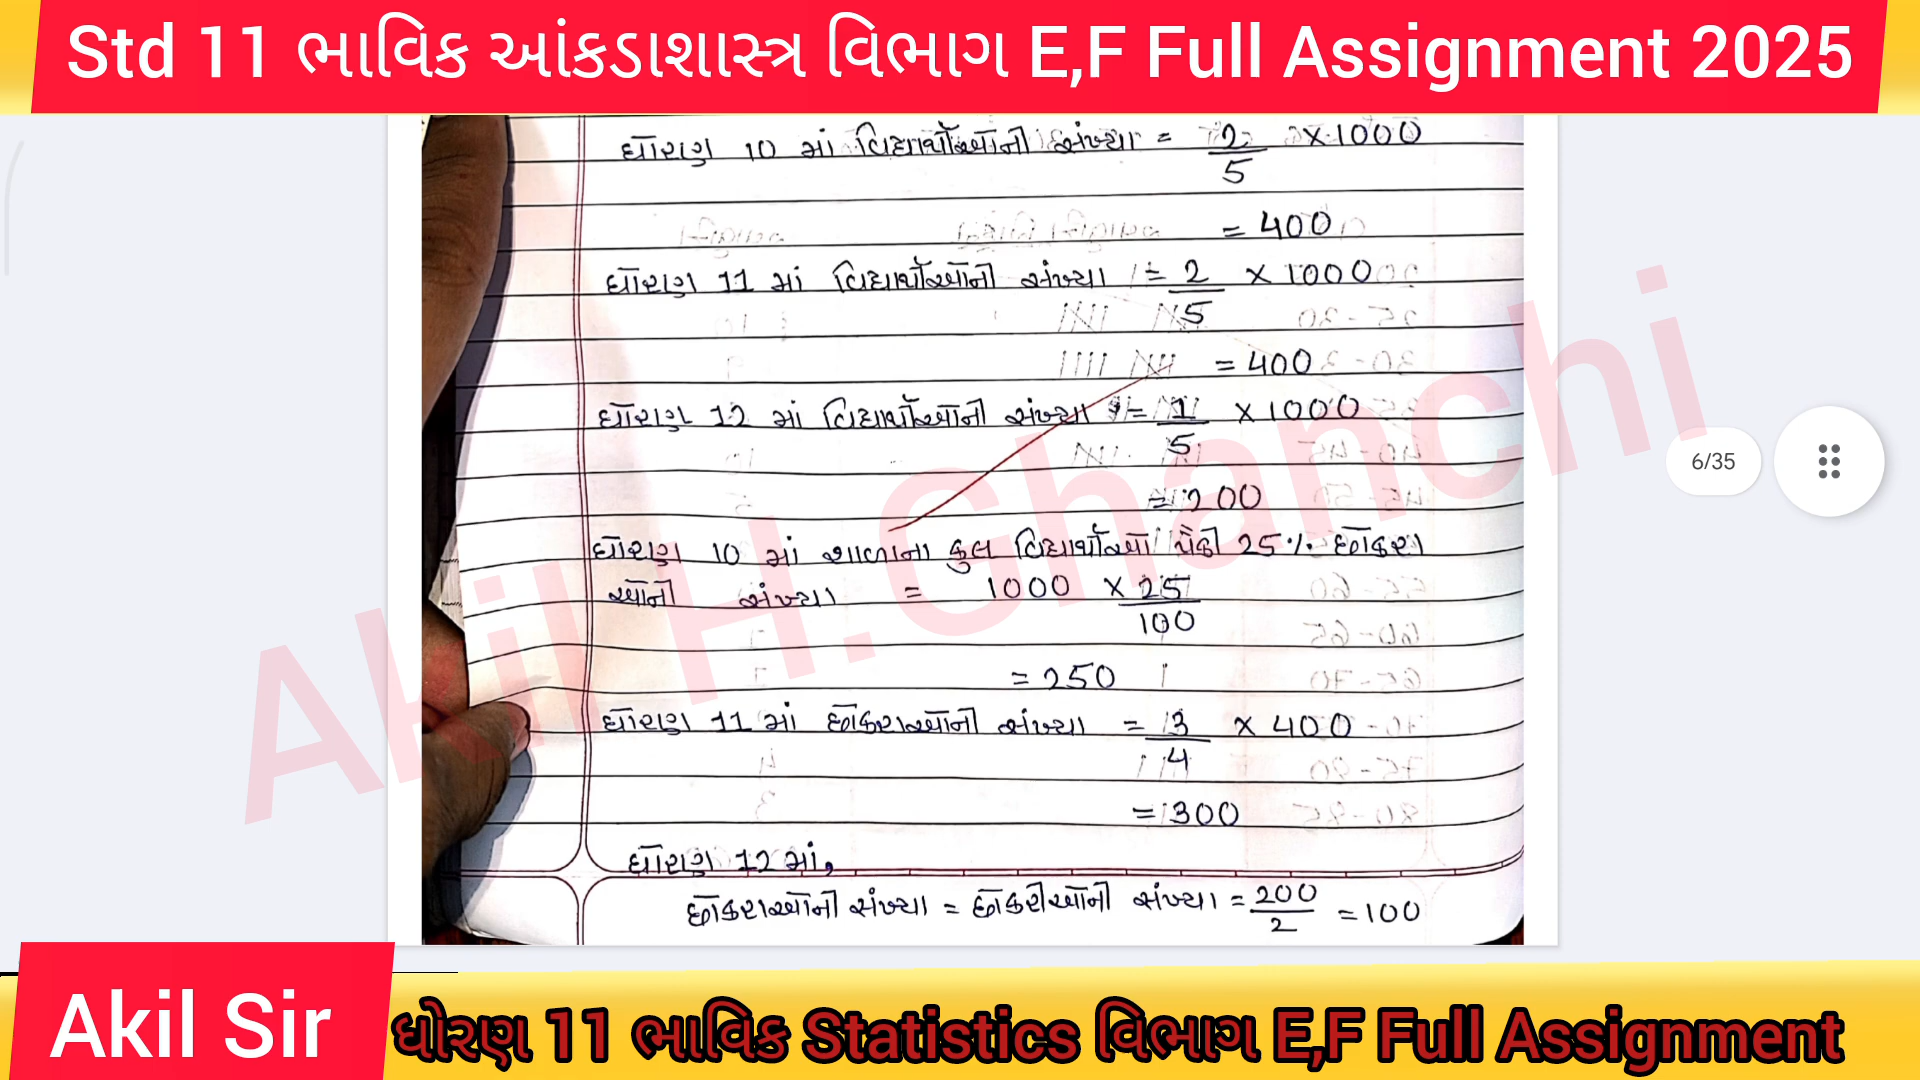 Std 11 ભાવિક આંકડાશાસ્ત્ર વિભાગ E,F Full Assignment 2025
ધોરણ 10 માં વિદ્યાર્થીઓની સંખ્યા = 2/5 × 1000
= 400
ધોરણ 11 માં વિદ્યાર્થીઓની સંખ્યા = 2/5 × 1000
= 400
ધોરણ 12 માં વિદ્યાર્થીઓની સંખ્યા = 1/5 × 1000
= 200
ધોરણ 10 માં શાળાના કુલ વિદ્યાર્થીઓ પૈકી 25% છોકરા
ઓની સંખ્યા = 1000 × 25/100
= 250
ધોરણ 11 માં છોકરાઓની સંખ્યા = 3/4 × 400
= 300
ધોરણ 12 માં,
છોકરાઓની સંખ્યા = છોકરીઓની સંખ્યા = 200/2 = 100
Akil H.Ghanchi
6/35
Akil Sir
ધોરણ 11 ભાવિક Statistics વિભાગ E,F Full Assignment